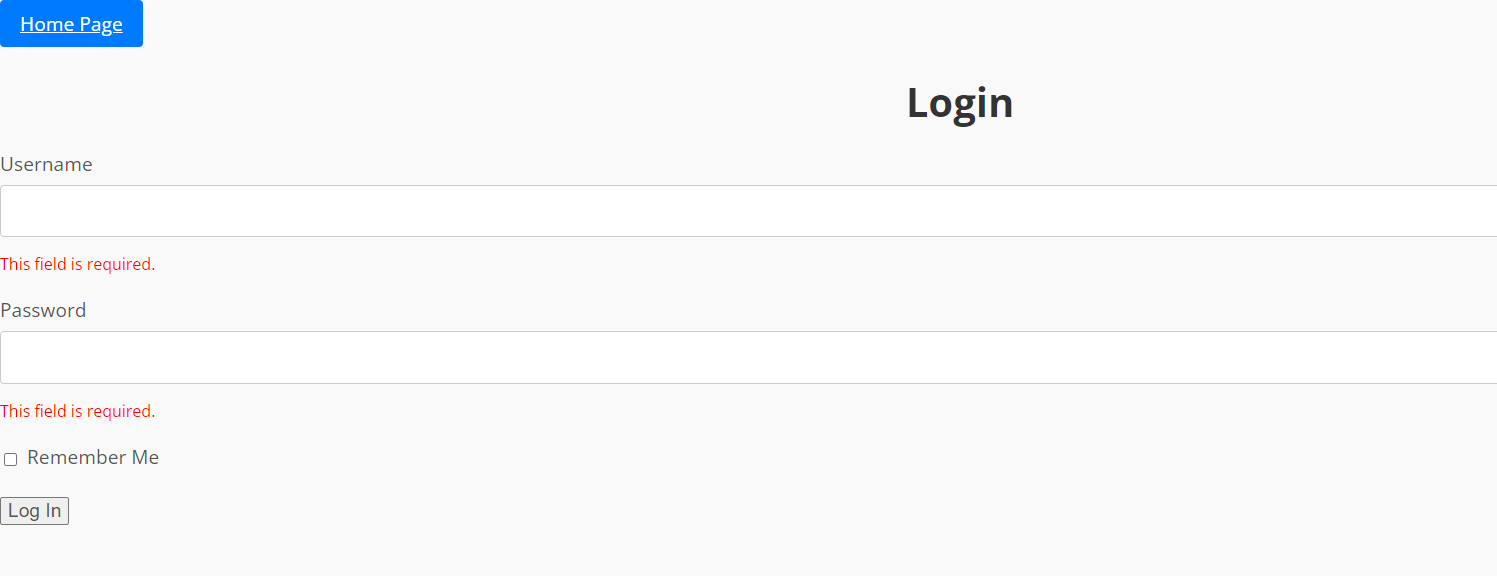 Home Page
Login
Username
This field is required.
Password
This field is required.
Remember Me
Log In